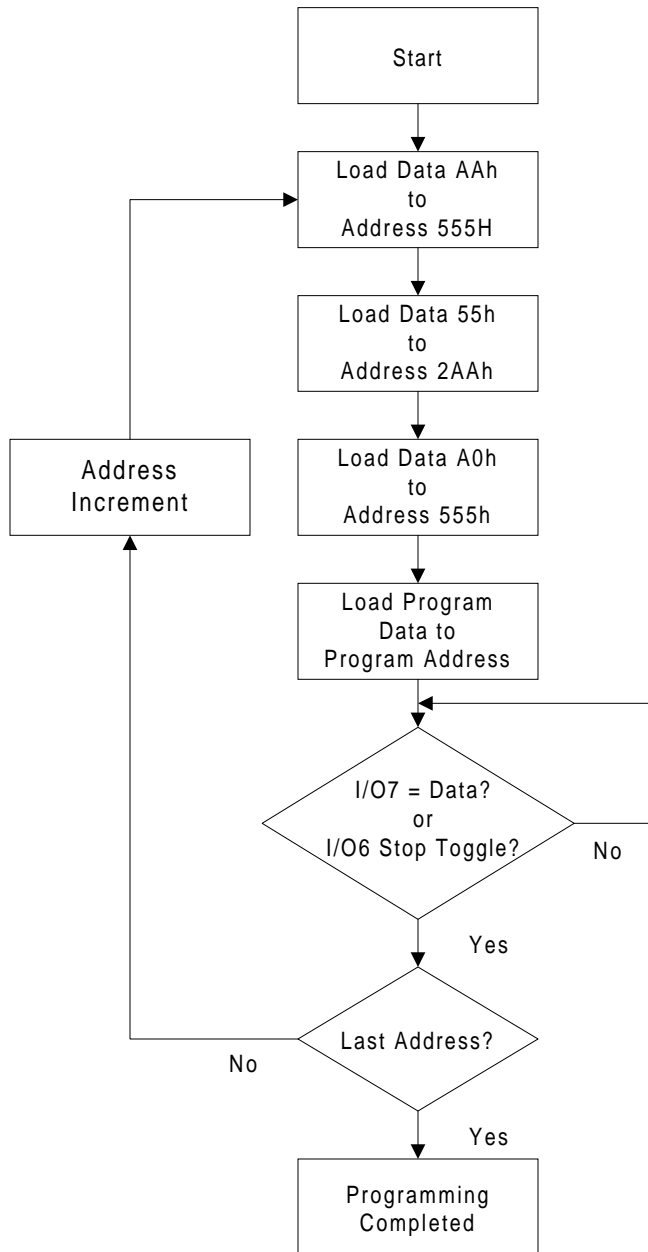 Start
Load Data AAh
to
Address 555H
Load Data 55h
to
Address 2AAh
Address
Increment
Load Data A0h
to
Address 555h
Load Program
Data to
Program Address
I/O7 = Data?
or
I/O6 Stop Toggle?
No
Yes
Last Address?
No
Yes
Programming
Completed